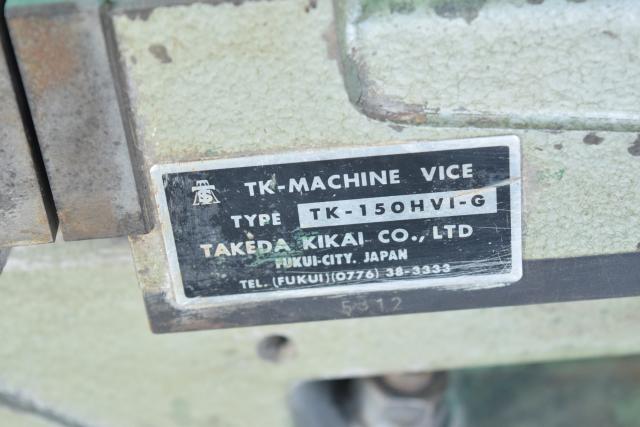 TK-MACHINE VICE
TYPE TK-150HVI-G
TAKEDA KIKAI CO., LTD
FUKUI-CITY. JAPAN
TEL. (FUKUI)(0776) 38-3333
5312